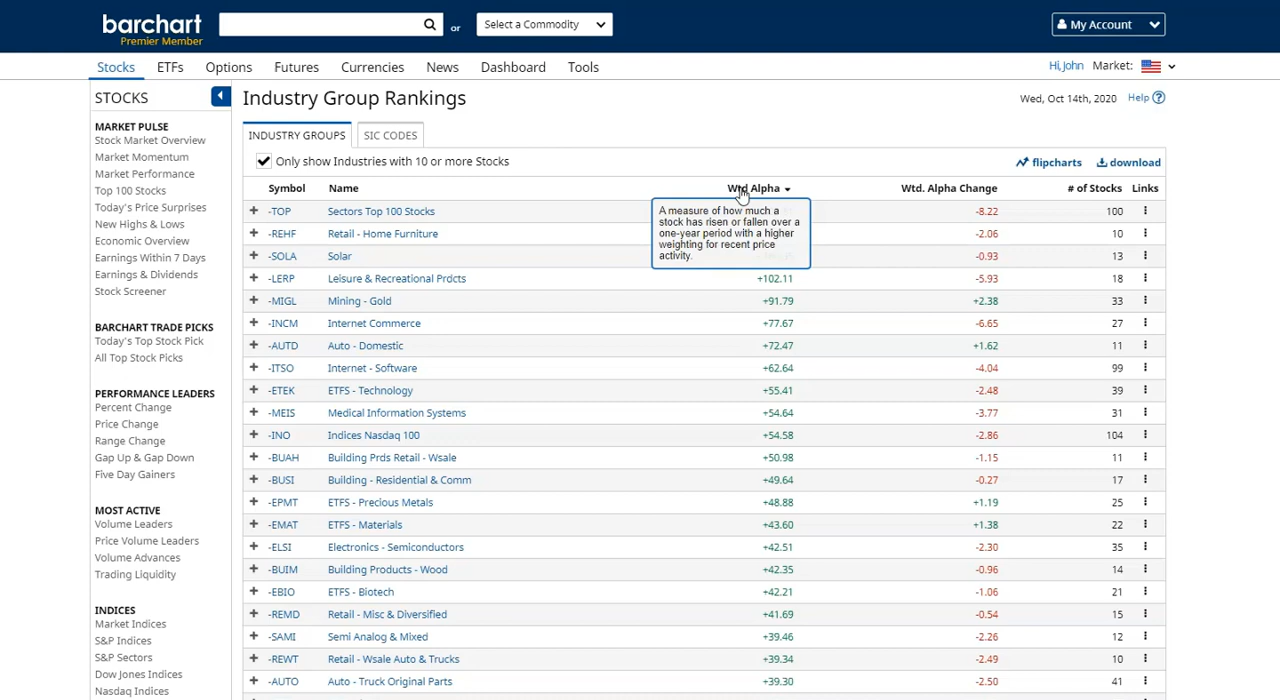 barchart
Premier Member
or
Select a Commodity
My Account
Stocks ETFs Options Futures Currencies News Dashboard Tools
Hi, John Market:
STOCKS
MARKET PULSE
Stock Market Overview
Market Momentum
Market Performance
Top 100 Stocks
Today's Price Surprises
New Highs & Lows
Economic Overview
Earnings Within 7 Days
Earnings & Dividends
Stock Screener
BARCHART TRADE PICKS
Today's Top Stock Pick
All Top Stock Picks
PERFORMANCE LEADERS
Percent Change
Price Change
Range Change
Gap Up & Gap Down
Five Day Gainers
MOST ACTIVE
Volume Leaders
Price Volume Leaders
Volume Advances
Trading Liquidity
INDICES
Market Indices
S&P Indices
S&P Sectors
Dow Jones Indices
Nasdaq Indices
Industry Group Rankings
Wed, Oct 14th, 2020 Help ?
INDUSTRY GROUPS SIC CODES
Only show Industries with 10 or more Stocks
flipcharts download
Symbol Name Wtd Alpha Wtd. Alpha Change # of Stocks Links
A measure of how much a
stock has risen or fallen over a
one-year period with a higher
weighting for recent price
activity.
+ -TOP Sectors Top 100 Stocks -8.22 100
+ -REHF Retail - Home Furniture -2.06 10
+ -SOLA Solar -0.93 13
+ -LERP Leisure & Recreational Prdcts +102.11 -5.93 18
+ -MIGL Mining - Gold +91.79 +2.38 33
+ -INCM Internet Commerce +77.67 -6.65 27
+ -AUTD Auto - Domestic +72.47 +1.62 11
+ -ITSO Internet - Software +62.64 -4.04 99
+ -ETEK ETFS - Technology +55.41 -2.48 39
+ -MEIS Medical Information Systems +54.64 -3.77 31
+ -INO Indices Nasdaq 100 +54.58 -2.86 104
+ -BUAH Building Prds Retail - Wsale +50.98 -1.15 11
+ -BUSI Building - Residential & Comm +49.64 -0.27 17
+ -EPMT ETFS - Precious Metals +48.88 +1.19 25
+ -EMAT ETFS - Materials +43.60 +1.38 22
+ -ELSI Electronics - Semiconductors +42.51 -2.30 35
+ -BUIM Building Products - Wood +42.35 -0.96 14
+ -EBIO ETFS - Biotech +42.21 -1.06 21
+ -REMD Retail - Misc & Diversified +41.69 -0.54 15
+ -SAMI Semi Analog & Mixed +39.46 -2.26 12
+ -REWT Retail - Wsale Auto & Trucks +39.34 -2.49 10
+ -AUTO Auto - Truck Original Parts +39.30 -2.50 41